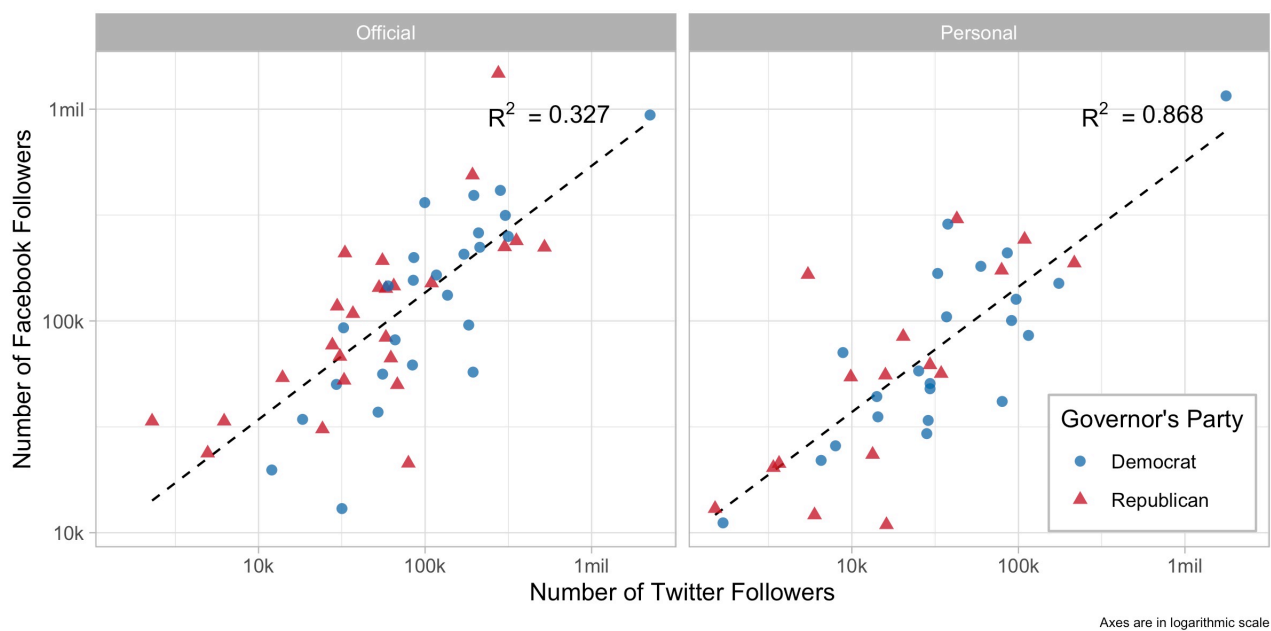 Official
Personal
Number of Facebook Followers
1mil
100k
10k
R² = 0.327
R² = 0.868
Governor's Party
Democrat
Republican
10k 100k 1mil
10k 100k 1mil
Number of Twitter Followers
Axes are in logarithmic scale